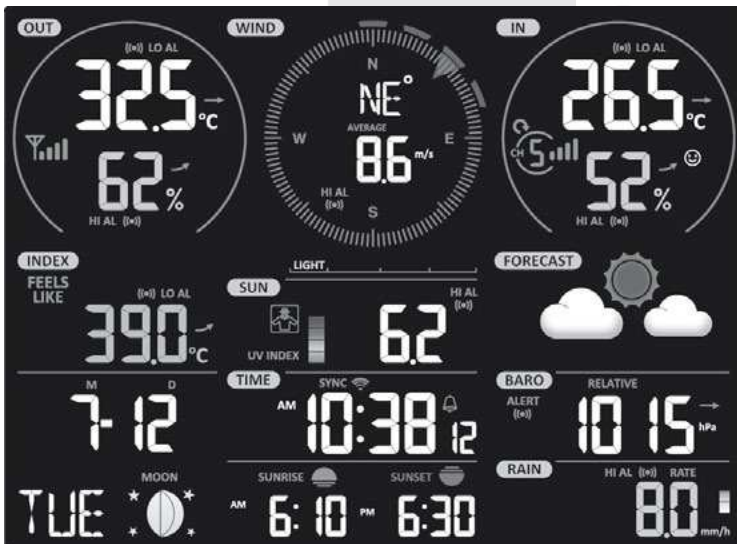 OUT
LO AL
32.5 °C
62 %
HI AL
WIND
N
NE°
AVERAGE
W
8.6 m/s
E
HI AL
S
IN
LO AL
26.5 °C
CH 5
52 %
HI AL
INDEX
FEELS
LIKE
LO AL
39.0 °C
LIGHT
SUN
HI AL
UV INDEX
6.2
FORECAST
M D
7-12
TUE
MOON
TIME
SYNC
AM 10:38 12
SUNRISE
AM 6:10
SUNSET
PM 6:30
BARO
RELATIVE
ALERT
1015 hPa
RAIN
HI AL RATE
8.0 mm/h